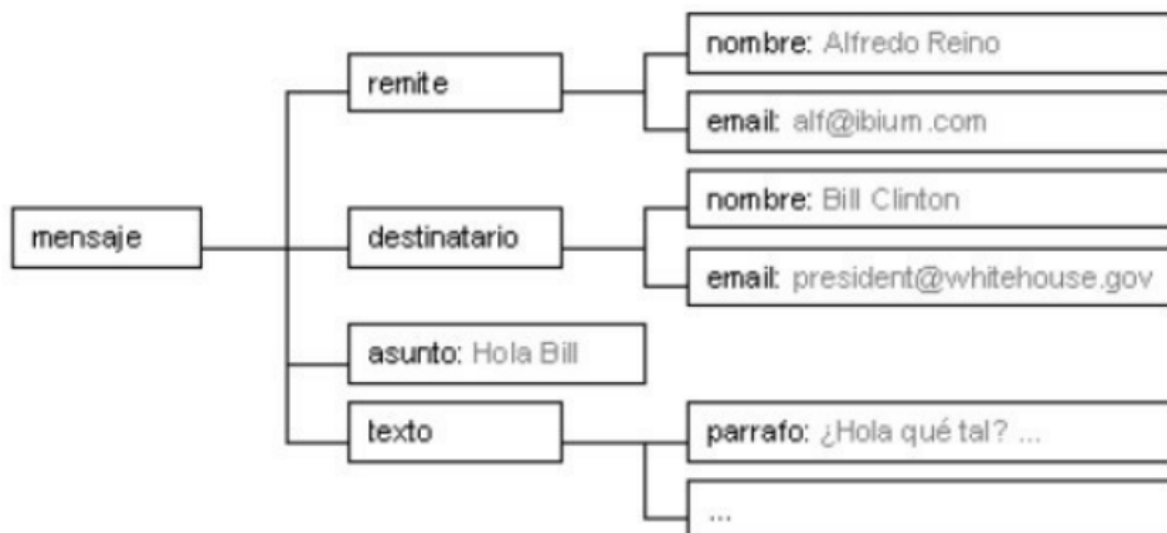 nombre: Alfredo Reino
remite
email: alf@ibium.com
nombre: Bill Clinton
mensaje
destinatario
email: president@whitehouse.gov
asunto: Hola Bill
texto
parrafo: ¿Hola qué tal? ...
...